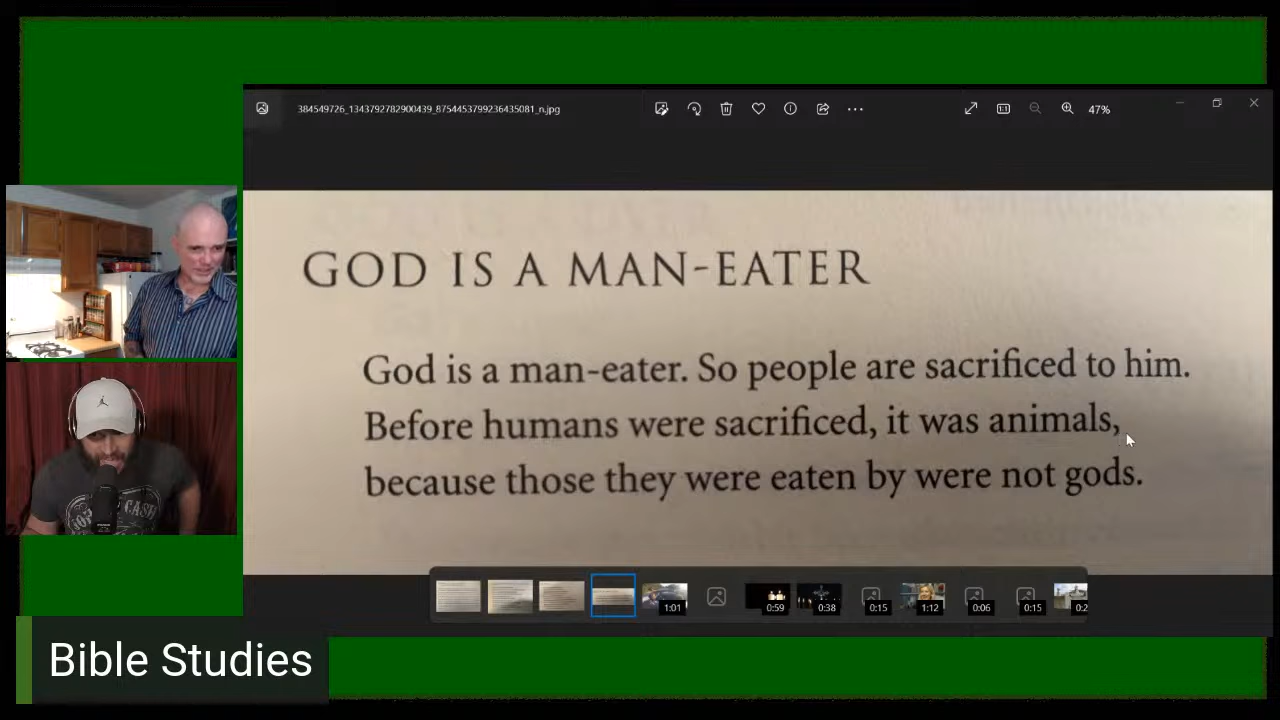 384549726_1343792782900439_8754453799236435081_n.jpg
47%
GOD IS A MAN-EATER
God is a man-eater. So people are sacrificed to him.
Before humans were sacrificed, it was animals,
because those they were eaten by were not gods.
1:01
0:59
0:38
0:15
1:12
0:06
0:15
0:2
Bible Studies